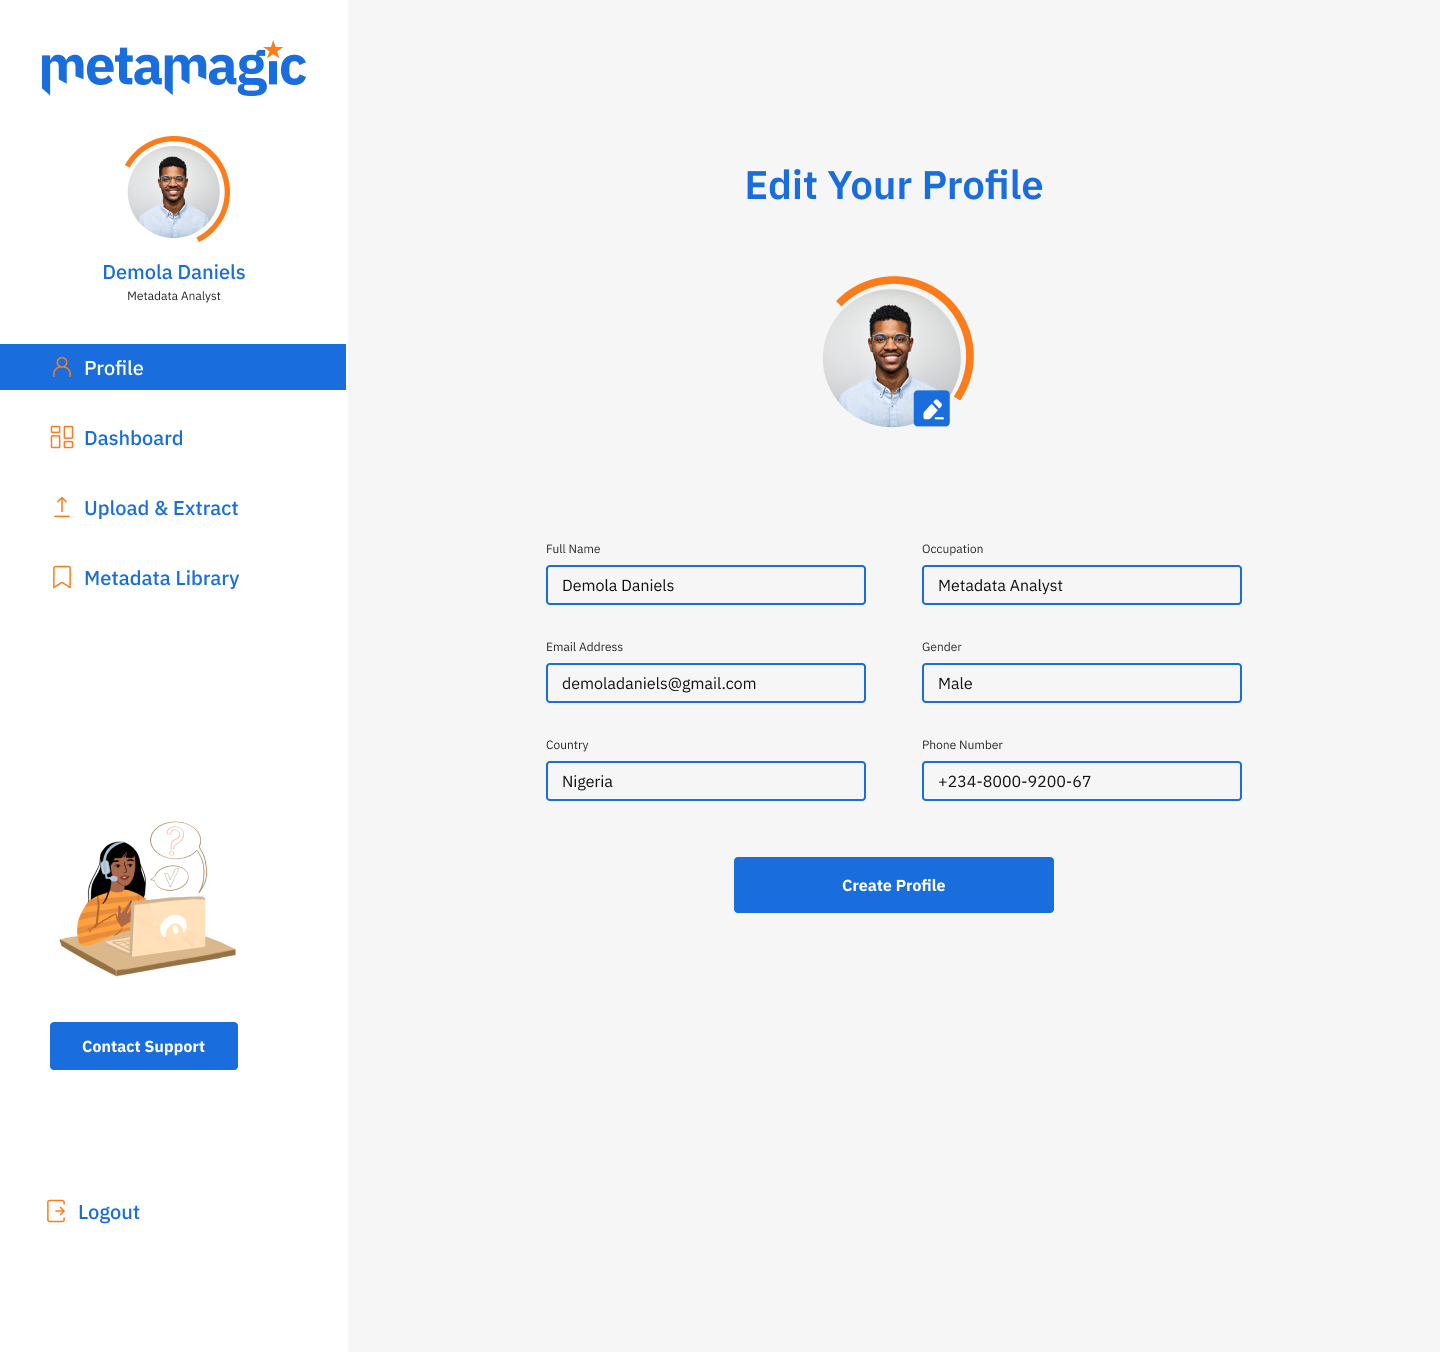 metamagic
Demola Daniels
Metadata Analyst
Profile
Dashboard
Upload & Extract
Metadata Library
?
Contact Support
Logout
Edit Your Profile
Full Name
Demola Daniels
Occupation
Metadata Analyst
Email Address
demoladaniels@gmail.com
Gender
Male
Country
Nigeria
Phone Number
+234-8000-9200-67
Create Profile